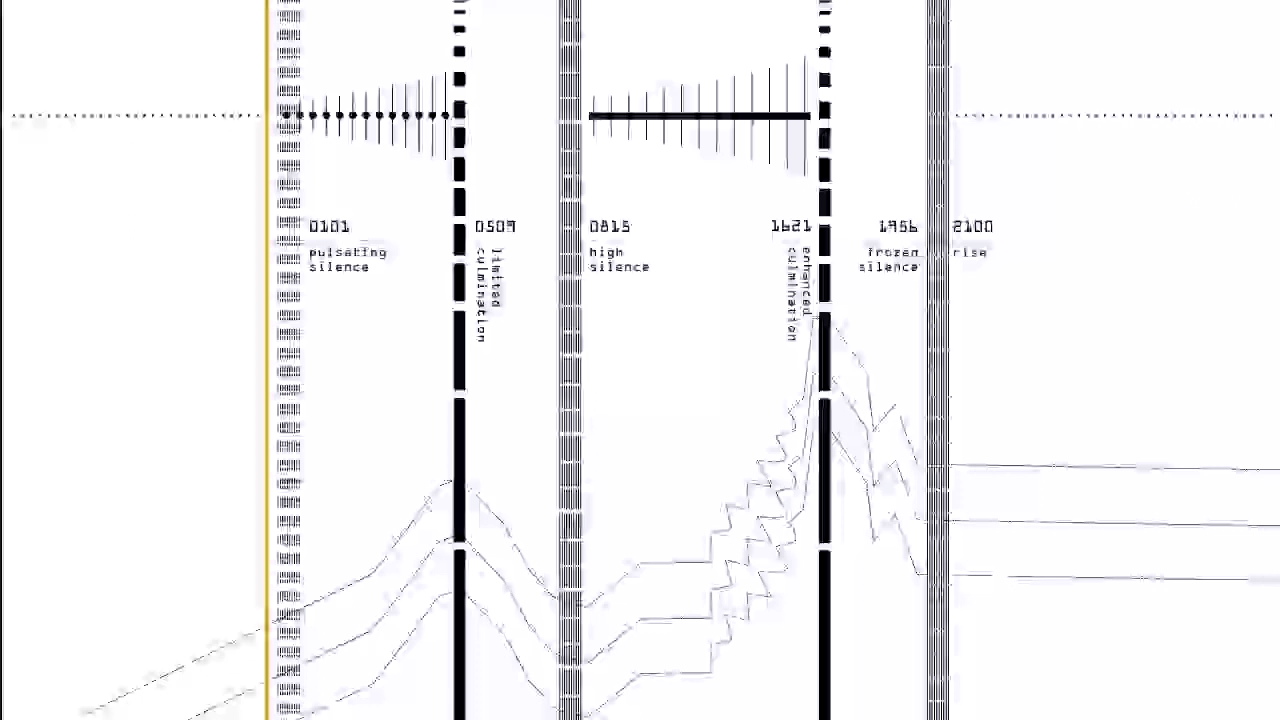 0101
pulsating
silence
0509
limited
culmination
0815
high
silence
1621
enhanced
culmination
1956
frozen
silence
2100
rise